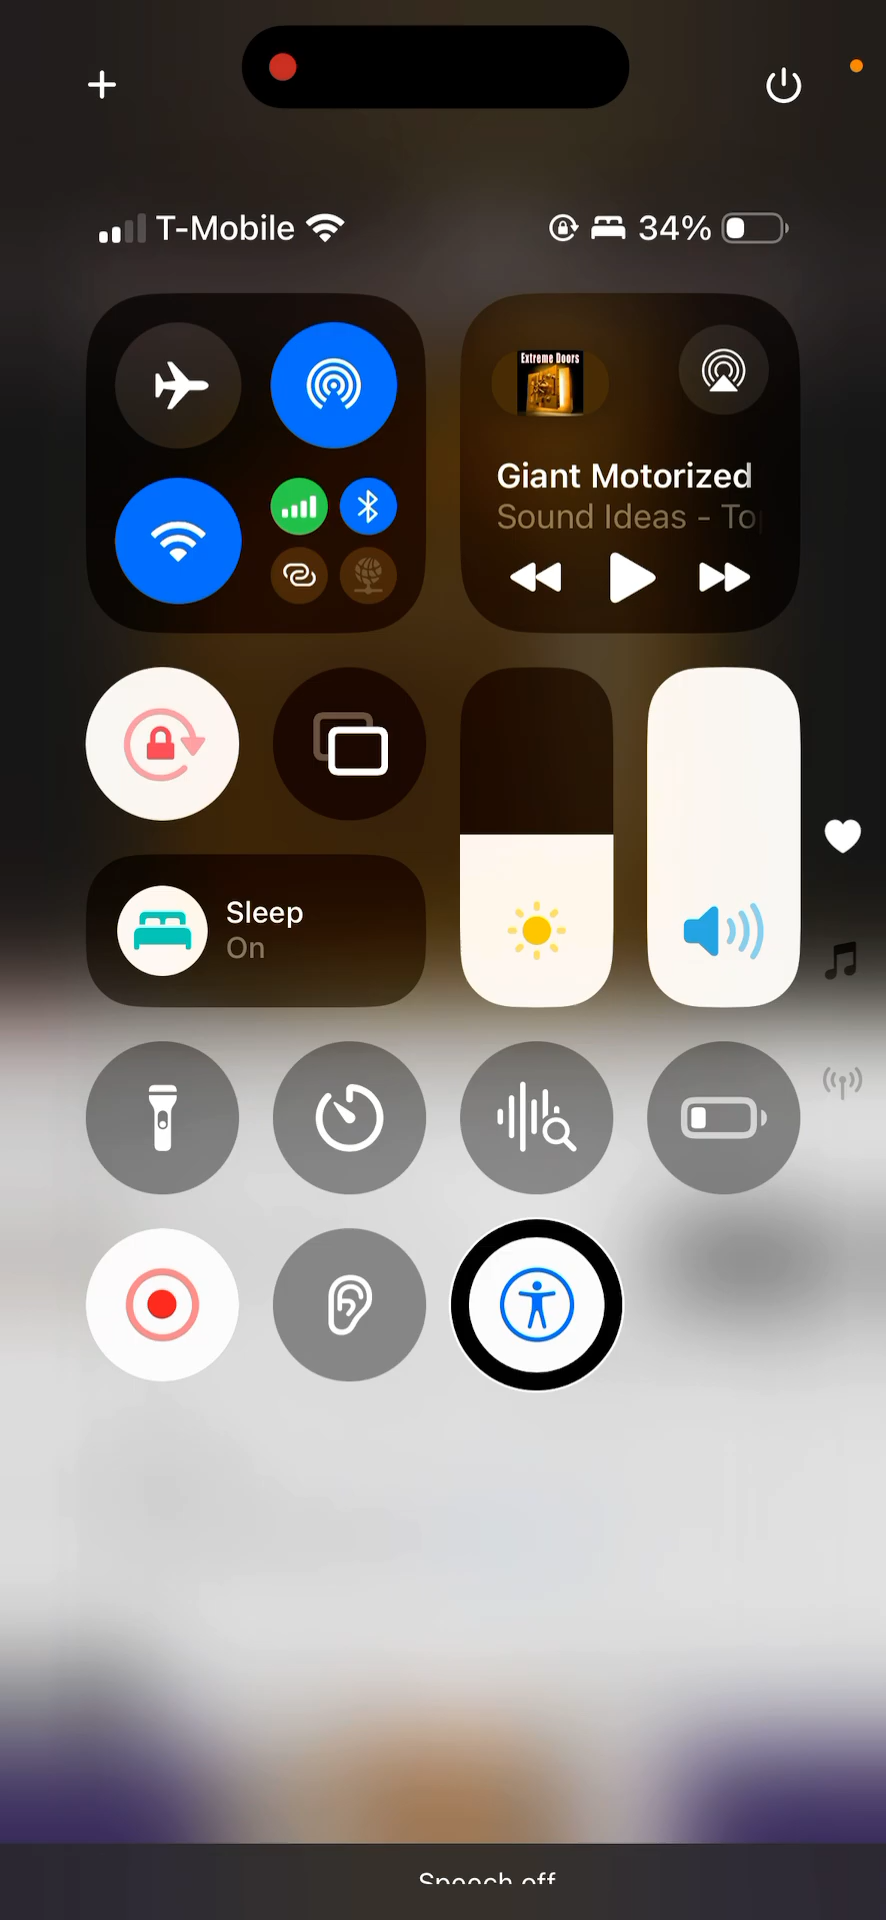 T-Mobile
34%
Extreme Doors
Giant Motorized
Sound Ideas - To
Sleep
On
Speech off